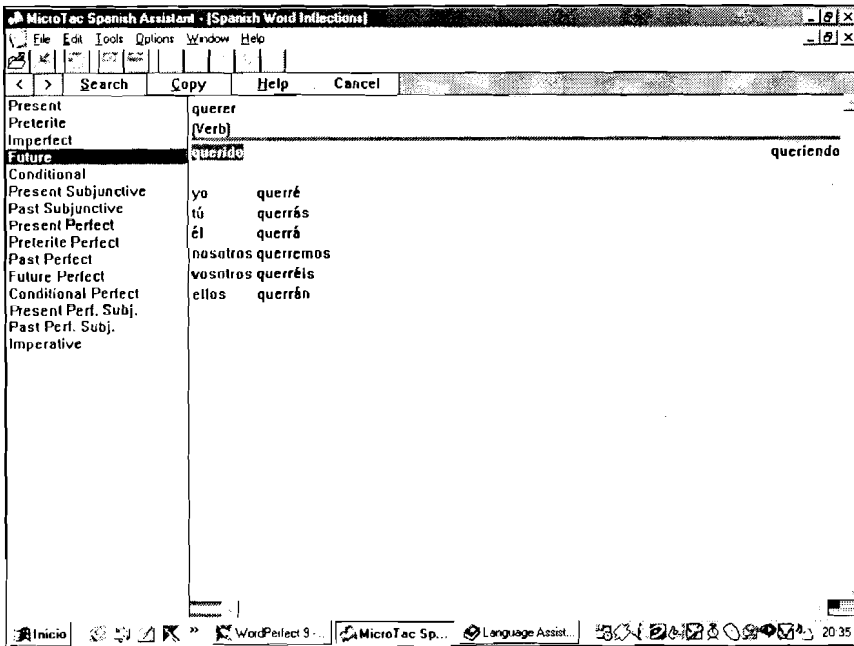 MicroTac Spanish Assistant - [Spanish Word Inflections]
File Edit Tools Options Window Help
< > Search Copy Help Cancel
Present
Preterite
Imperfect
Future
Conditional
Present Subjunctive
Past Subjunctive
Present Perfect
Preterite Perfect
Past Perfect
Future Perfect
Conditional Perfect
Present Perf. Subj.
Past Perf. Subj.
Imperative
querer
(Verb)
querido queriendo
yo querré
tú querrás
él querrá
nosotros querremos
vosotros querréis
ellos querrán
Inicio » WordPerfect 9 - ... MicroTac Sp... Language Assist... 20:35